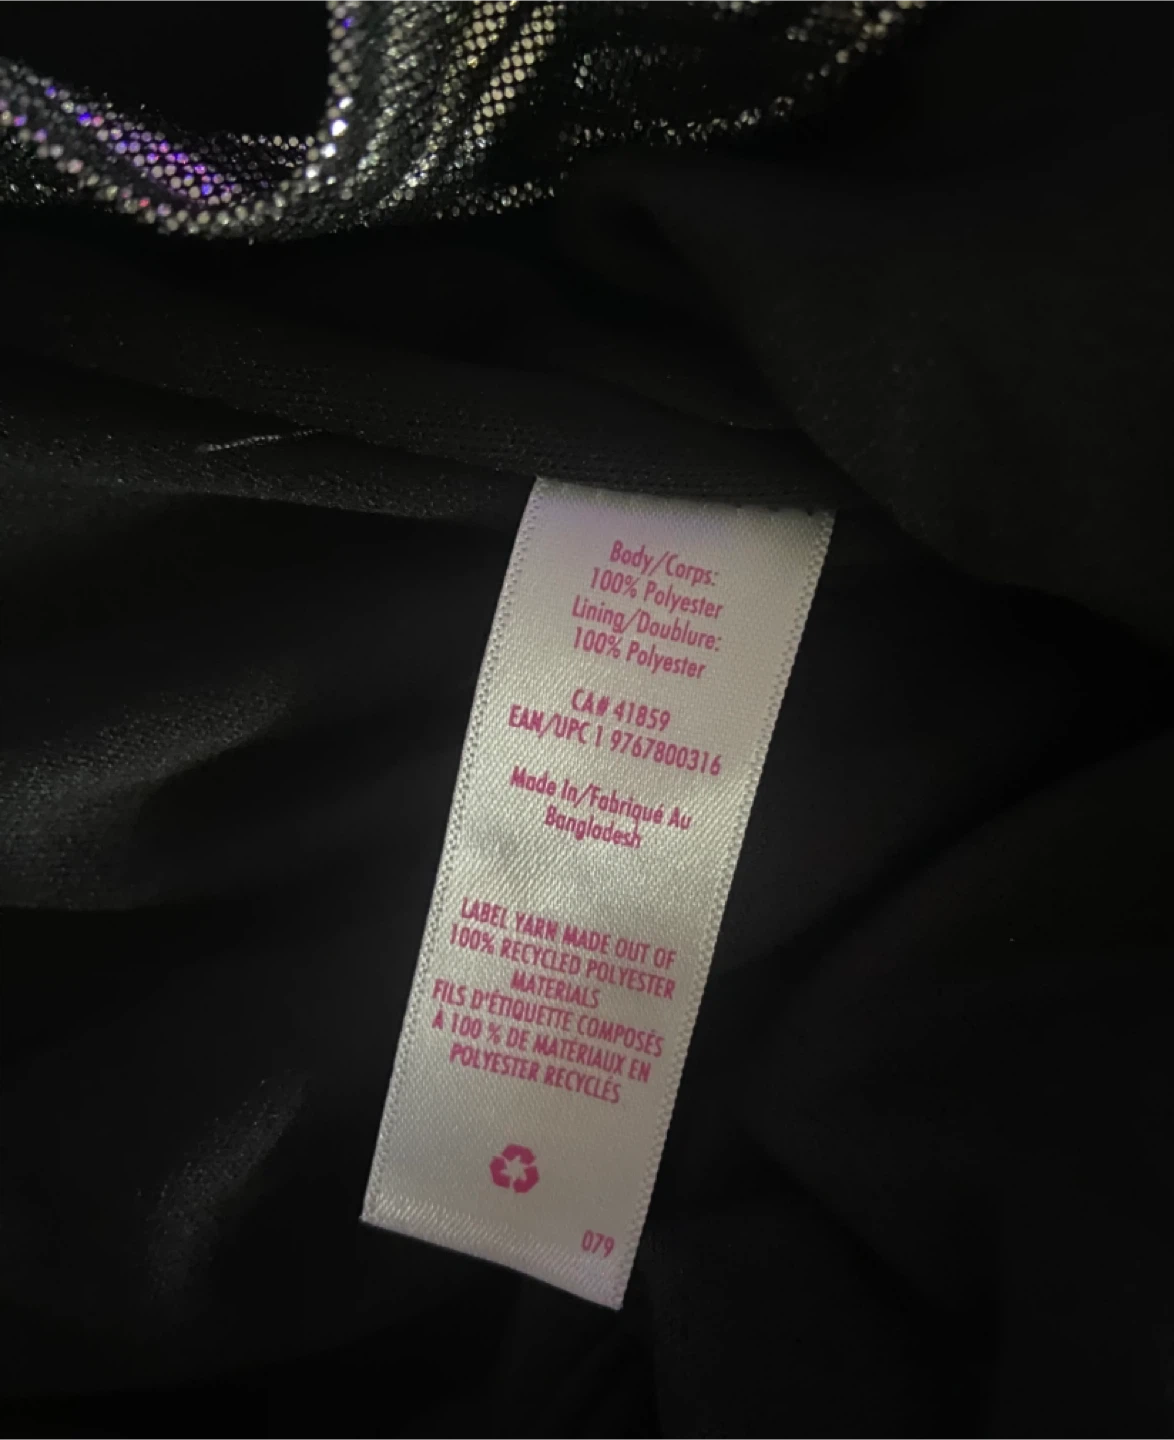 Body/Corps:
100% Polyester
Lining/Doublure:
100% Polyester
CA# 41859
EAN/UPC 1 9767800316
Made In/Fabriqué Au
Bangladesh
LABEL YARN MADE OUT OF
100% RECYCLED POLYESTER
MATERIALS
FILS D'ÉTIQUETTE COMPOSÉS
À 100 % DE MATÉRIAUX EN
POLYESTER RECYCLÉS
079